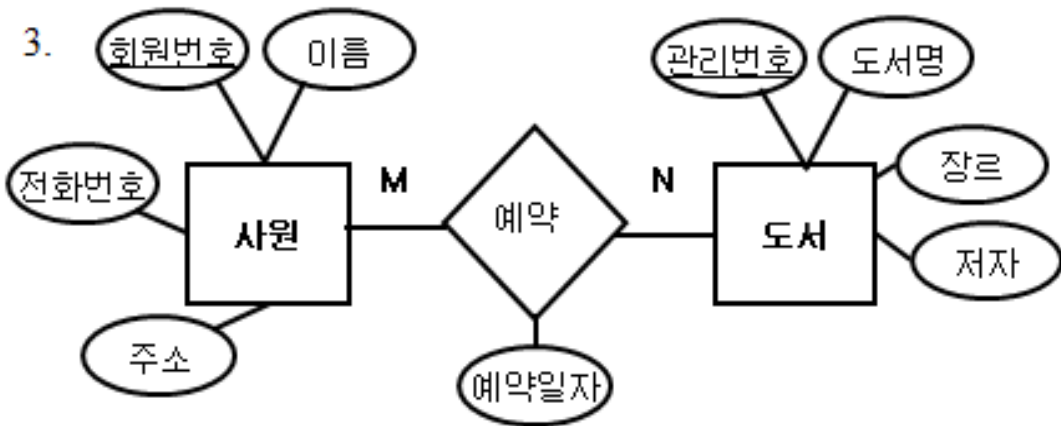 3. 회원번호 이름 관리번호 도서명
전화번호 M N 장르
사원 예약 도서
저자
주소
예약일자